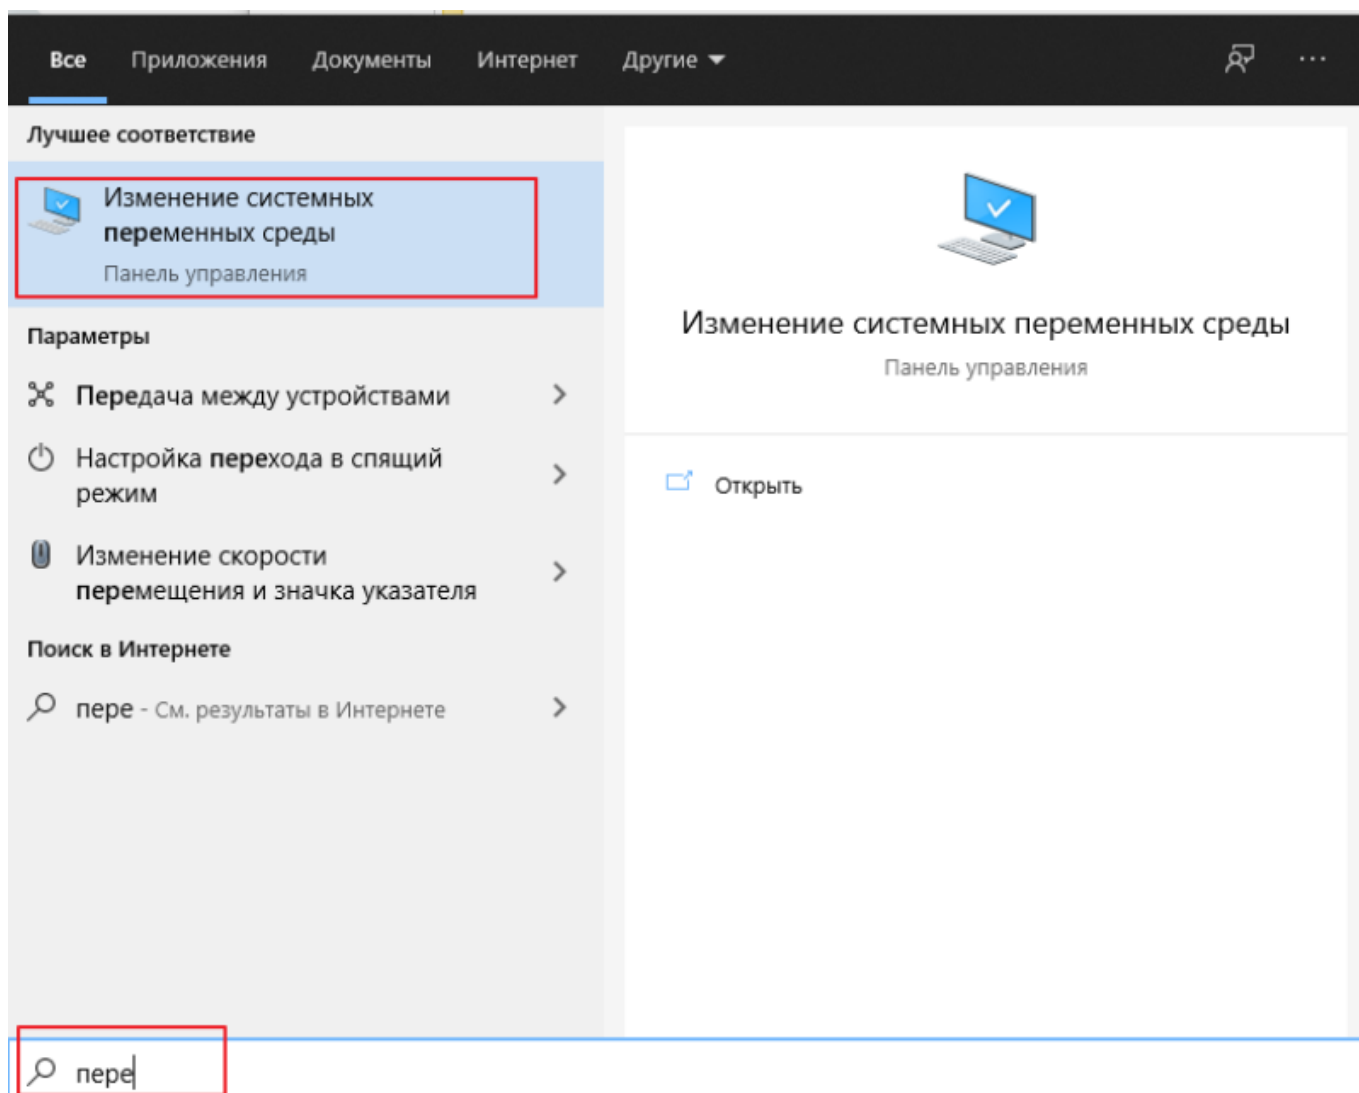 Все Приложения Документы Интернет Другие
Лучшее соответствие
Изменение системных
переменных среды
Панель управления
Параметры
Передача между устройствами
Настройка перехода в спящий
режим
Изменение скорости
перемещения и значка указателя
Поиск в Интернете
пере - См. результаты в Интернете
Изменение системных переменных среды
Панель управления
Открыть
пере